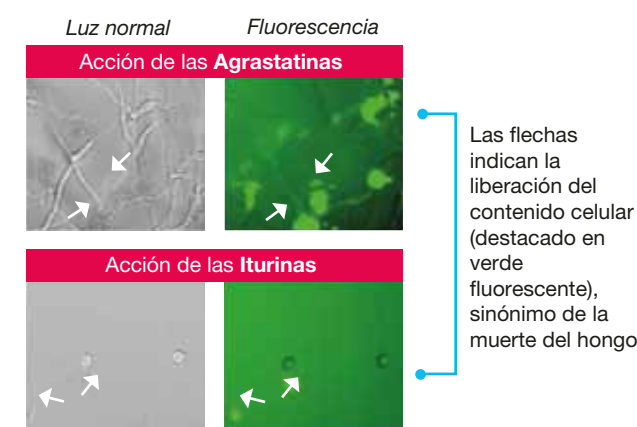 Luz normal
Fluorescencia
Acción de las Agrastatinas
Las flechas
indican la
liberación del
contenido celular
(destacado en
verde
fluorescente),
sinónimo de la
muerte del hongo
Acción de las Iturinas